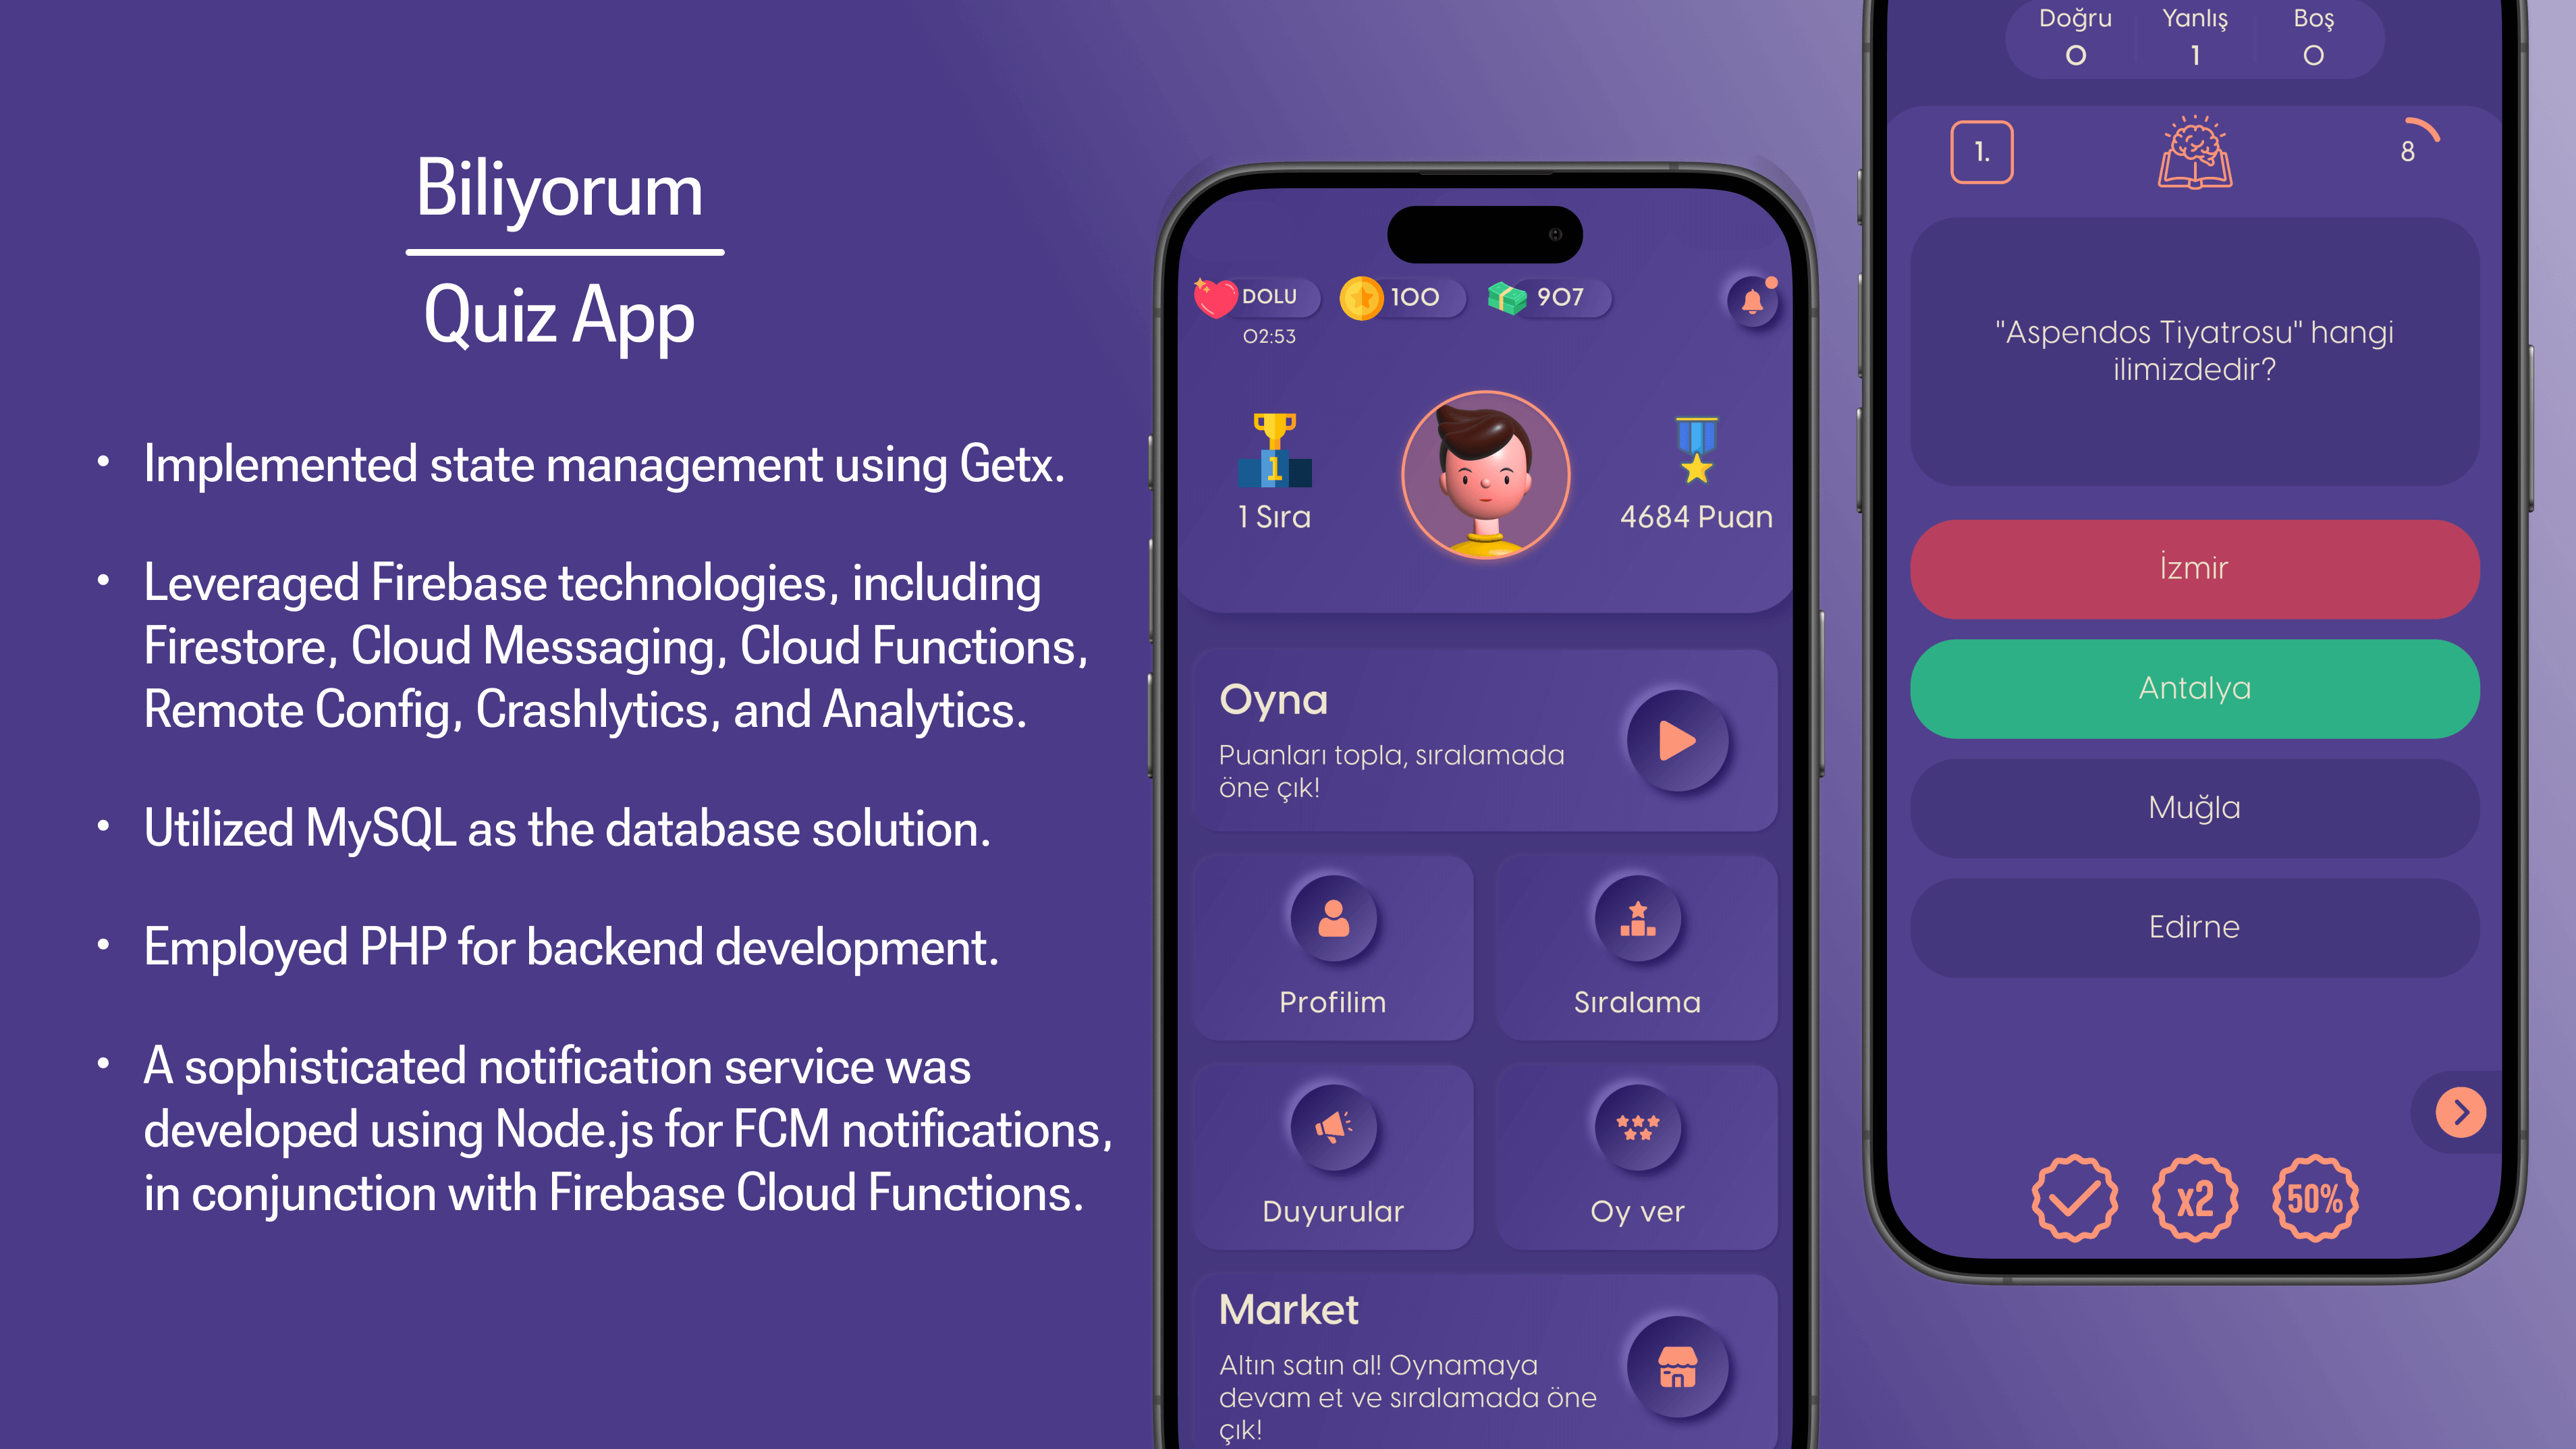 Biliyorum
Quiz App
• Implemented state management using Getx.
• Leveraged Firebase technologies, including
Firestore, Cloud Messaging, Cloud Functions,
Remote Config, Crashlytics, and Analytics.
• Utilized MySQL as the database solution.
• Employed PHP for backend development.
• A sophisticated notification service was
developed using Node.js for FCM notifications,
in conjunction with Firebase Cloud Functions.
DOLU 100 907
02:53
1
1 Sıra 4684 Puan
Oyna
Puanları topla, sıralamada
öne çık!
Profilim Sıralama
Duyurular Oy ver
Market
Altın satın al! Oynamaya
devam et ve sıralamada öne
çık!
Doğru Yanlış Boş
0 1 0
1. 8
"Aspendos Tiyatrosu" hangi
ilimizdedir?
İzmir
Antalya
Muğla
Edirne
x2 50%